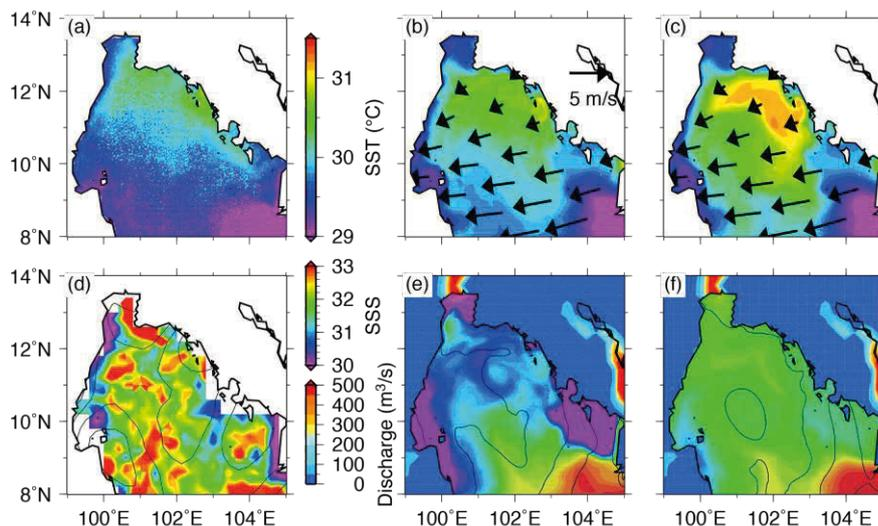 14°N (a) (b) (c)
31
12°N 5 m/s
10°N 30 SST (°C)
8°N 29
14°N (d) 33 (e) (f)
32
12°N 31 SSS
30
10°N 500
400
300
200
100
8°N 0 Discharge (m³/s)
100°E 102°E 104°E 100°E 102°E 104°E 100°E 102°E 104°E